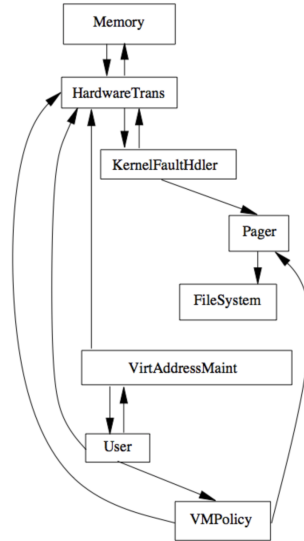 Memory
HardwareTrans
KernelFaultHdler
Pager
FileSystem
VirtAddressMaint
User
VMPolicy